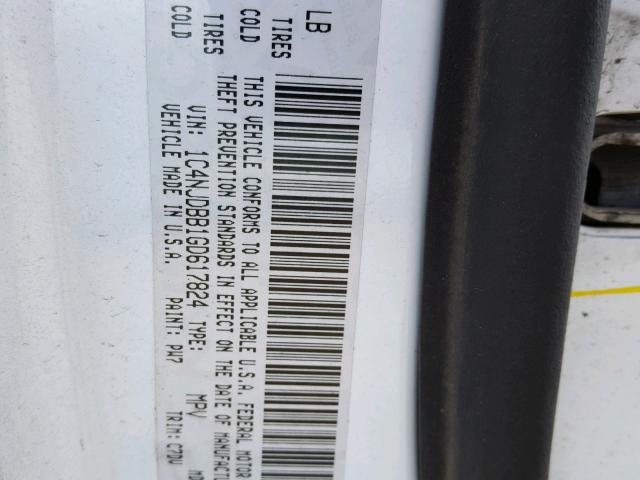 LB
TIRES COLD
TIRES COLD
THIS VEHICLE CONFORMS TO ALL APPLICABLE U.S.A. FEDERAL MOTOR
THEFT PREVENTION STANDARDS IN EFFECT ON THE DATE OF MANUFACTU
VIN: 1C4NJDBB1GD617824 TYPE: MPV
VEHICLE MADE IN U.S.A PAINT: PW7 TRIM: C7DV